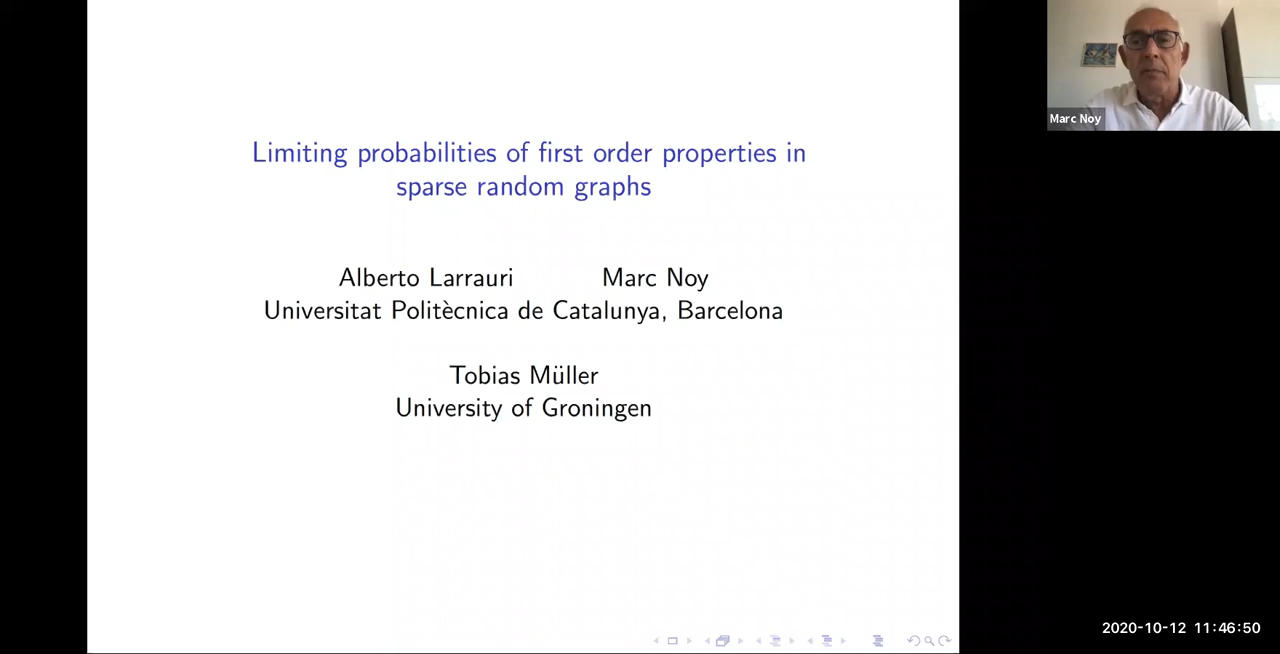 Limiting probabilities of first order properties in
sparse random graphs
Alberto Larrauri Marc Noy
Universitat Politècnica de Catalunya, Barcelona
Tobias Müller
University of Groningen
Marc Noy
2020-10-12 11:46:50